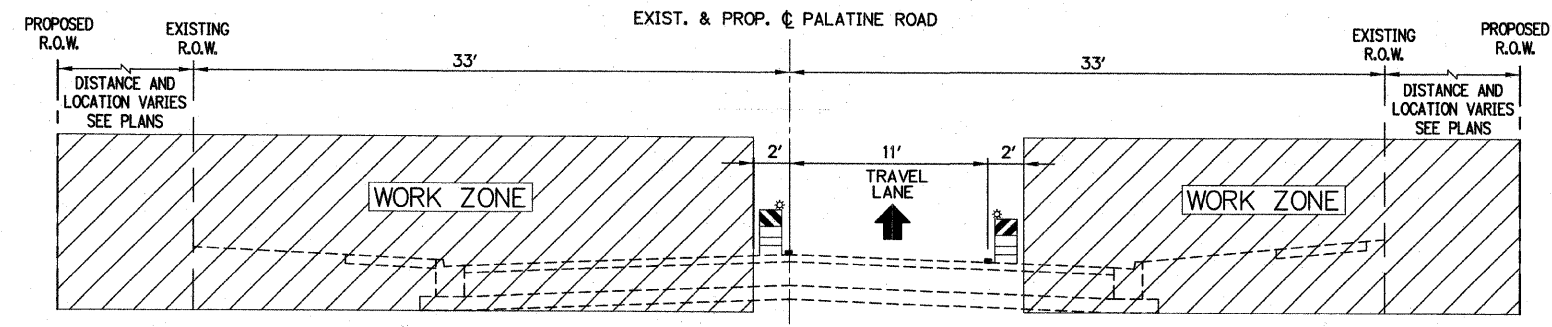 EXIST. & PROP. ℄ PALATINE ROAD
PROPOSED
R.O.W.
EXISTING
R.O.W.
33'
33'
EXISTING
R.O.W.
PROPOSED
R.O.W.
DISTANCE AND
LOCATION VARIES
SEE PLANS
DISTANCE AND
LOCATION VARIES
SEE PLANS
2'
11'
2'
TRAVEL
LANE
WORK ZONE
WORK ZONE